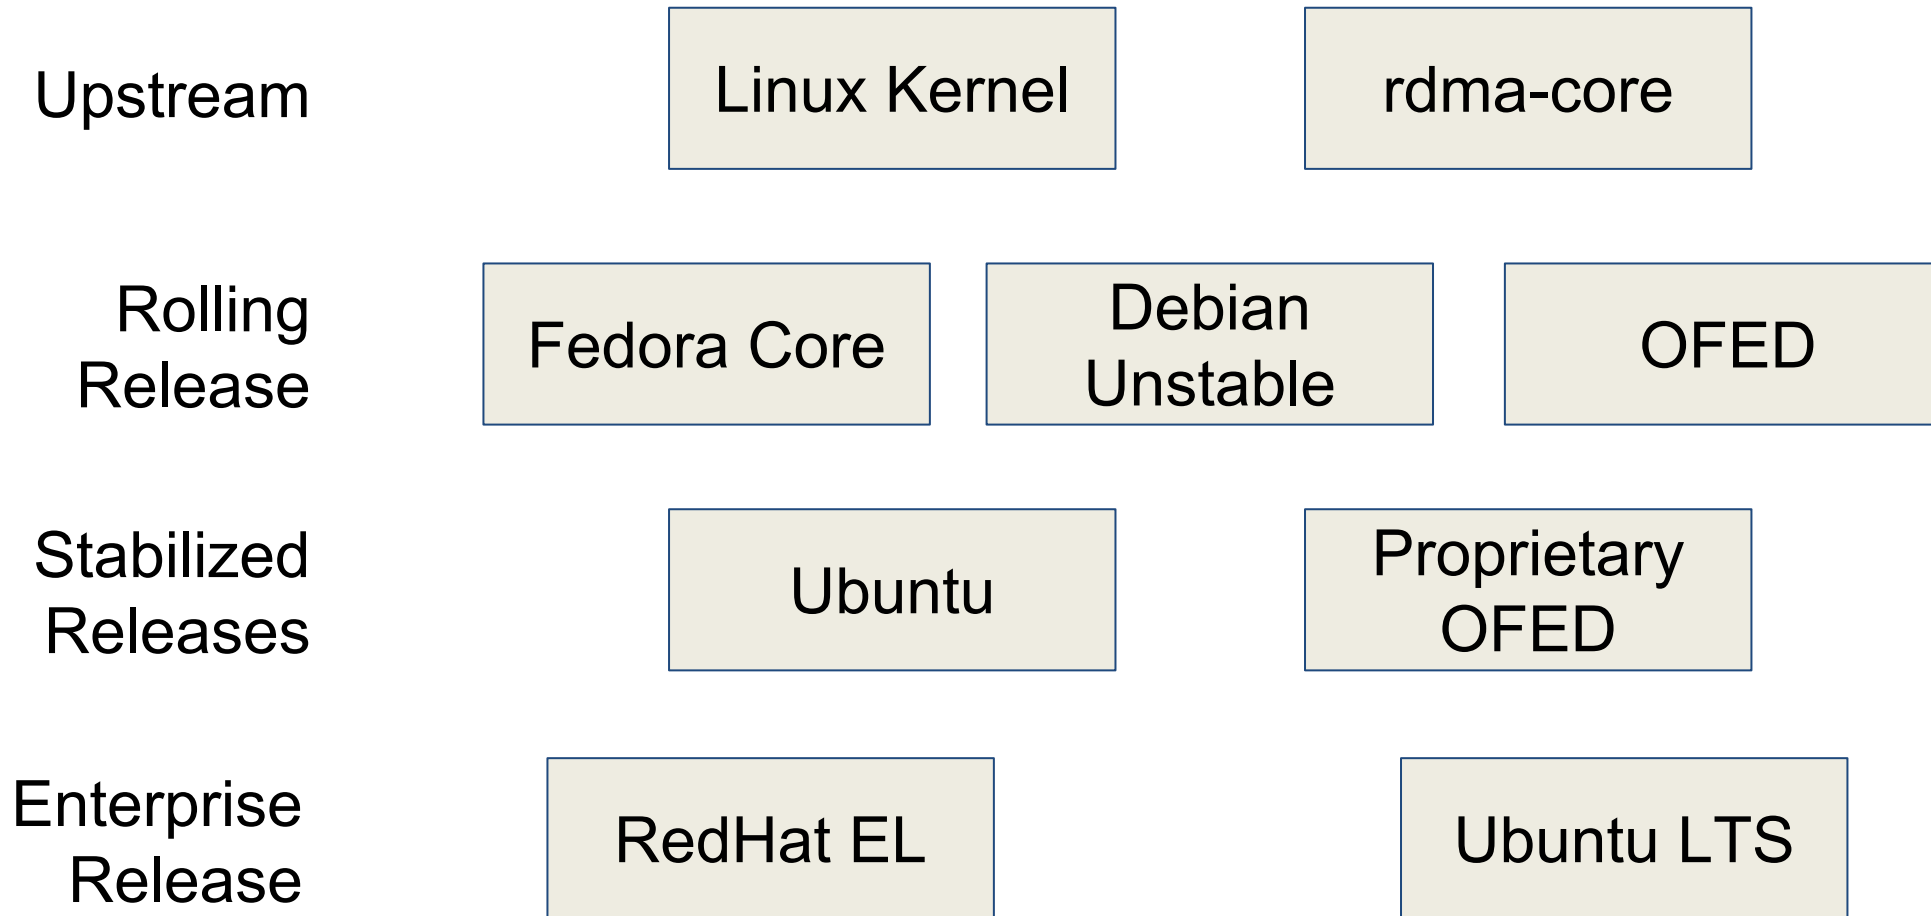 Upstream
Linux Kernel
rdma-core
Rolling
Release
Fedora Core
Debian
Unstable
OFED
Stabilized
Releases
Ubuntu
Proprietary
OFED
Enterprise
Release
RedHat EL
Ubuntu LTS